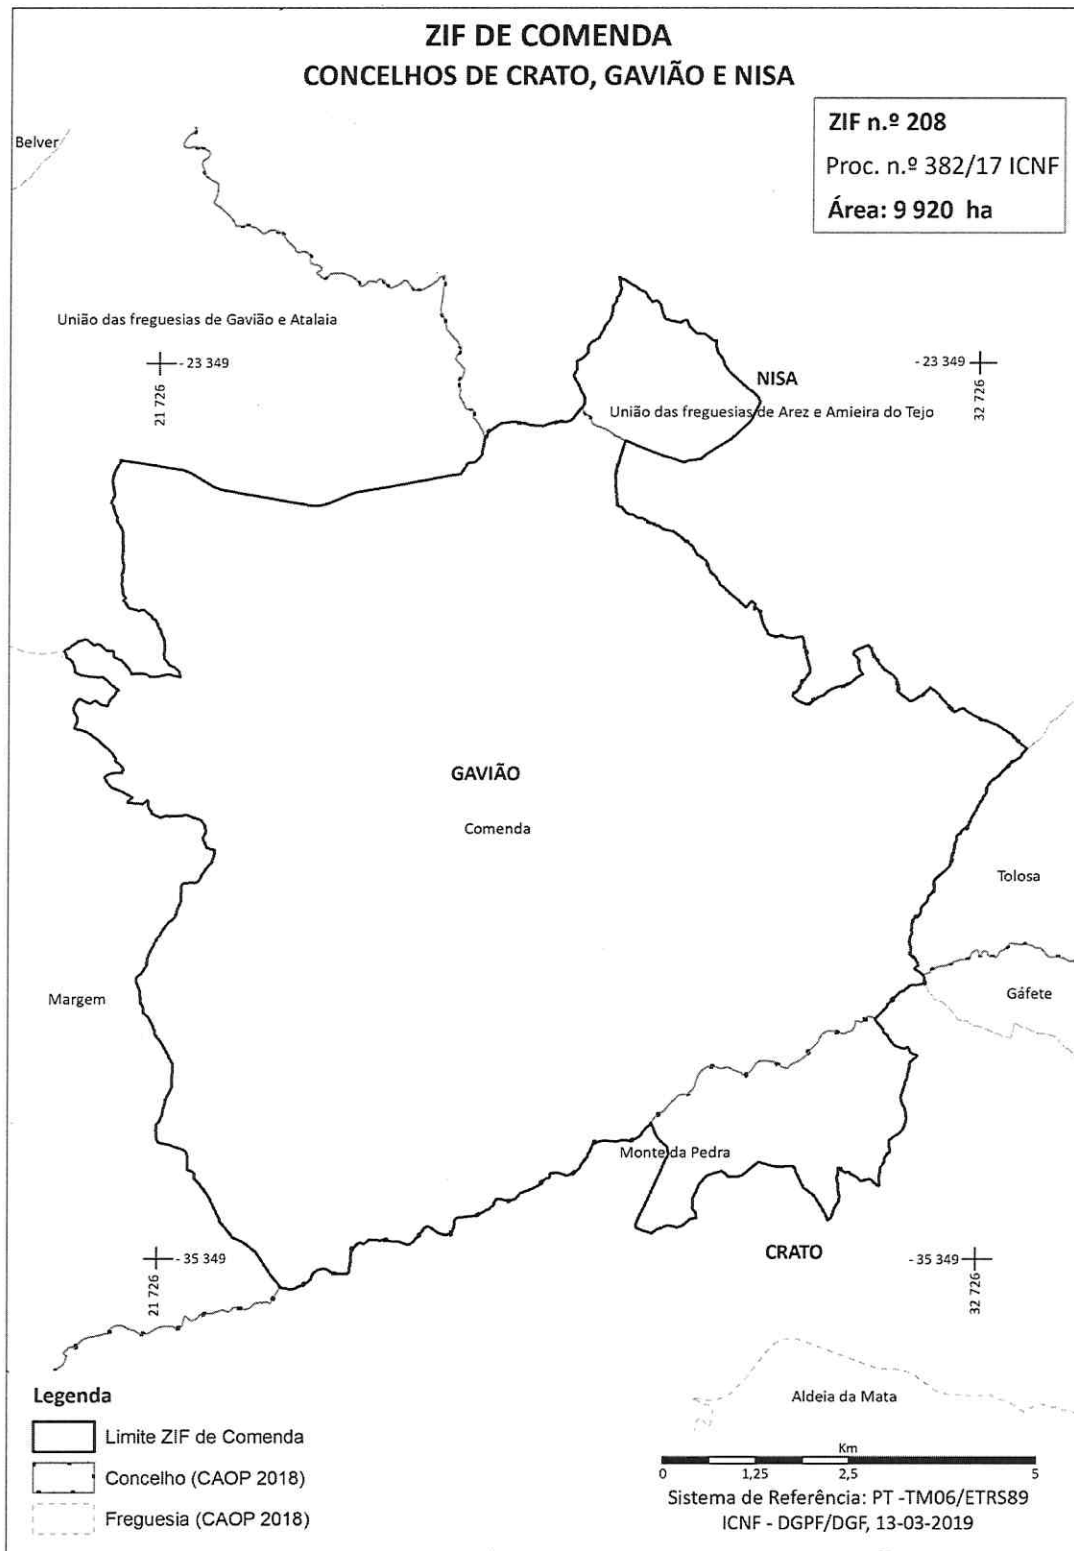 ZIF DE COMENDA
CONCELHOS DE CRATO, GAVIÃO E NISA
ZIF n.º 208
Proc. n.º 382/17 ICNF
Área: 9 920 ha
Belver
União das freguesias de Gavião e Atalaia
- 23 349
21 726
- 23 349
32 726
NISA
União das freguesias de Arez e Amieira do Tejo
GAVIÃO
Comenda
Tolosa
Margem
Gáfete
Monte da Pedra
CRATO
- 35 349
21 726
- 35 349
32 726
Aldeia da Mata
Legenda
Limite ZIF de Comenda
Concelho (CAOP 2018)
Freguesia (CAOP 2018)
Km
0 1,25 2,5 5
Sistema de Referência: PT -TM06/ETRS89
ICNF - DGPF/DGF, 13-03-2019